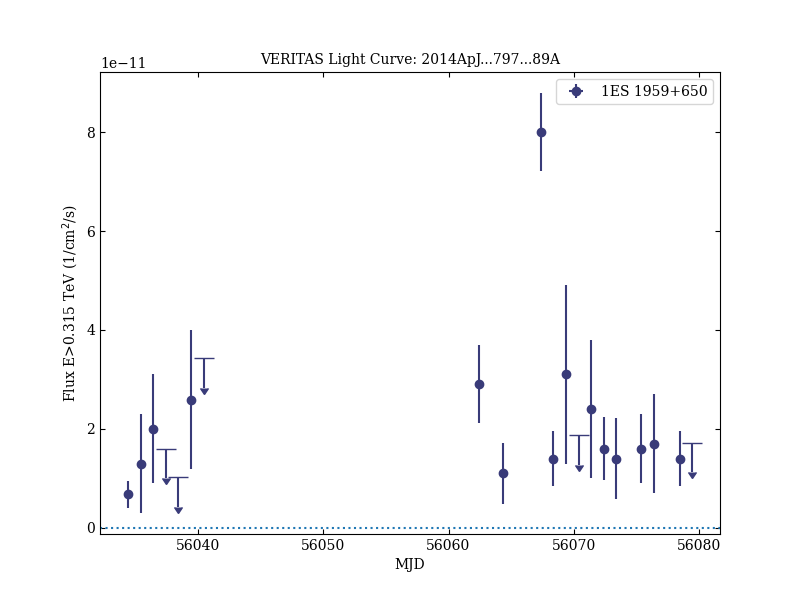 VERITAS Light Curve: 2014ApJ...797...89A
1e−11
1ES 1959+650
8
6
4
2
0
Flux E>0.315 TeV (1/cm²/s)
56040 56050 56060 56070 56080
MJD